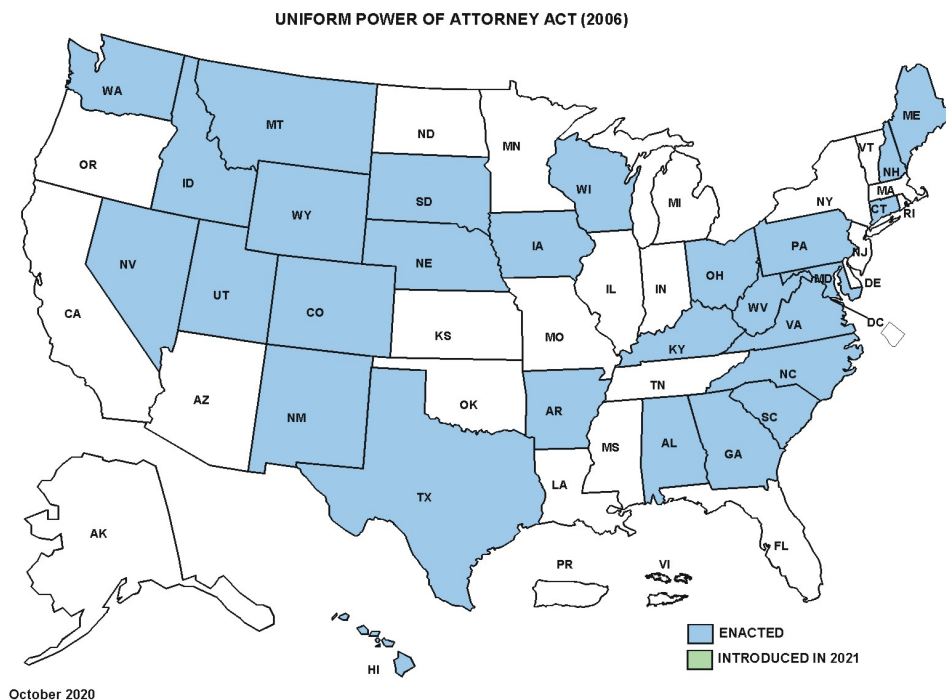 UNIFORM POWER OF ATTORNEY ACT (2006)
WA
MT
ND
MN
ME
VT
NH
OR
ID
SD
WI
MI
NY
MA
CT
RI
WY
IA
PA
NJ
NE
NV
UT
OH
MD
DE
IL
IN
CO
WV
VA
DC
CA
KS
MO
KY
NC
TN
AZ
OK
NM
AR
SC
MS
AL
GA
TX
LA
AK
FL
PR
VI
HI
ENACTED
INTRODUCED IN 2021
October 2020